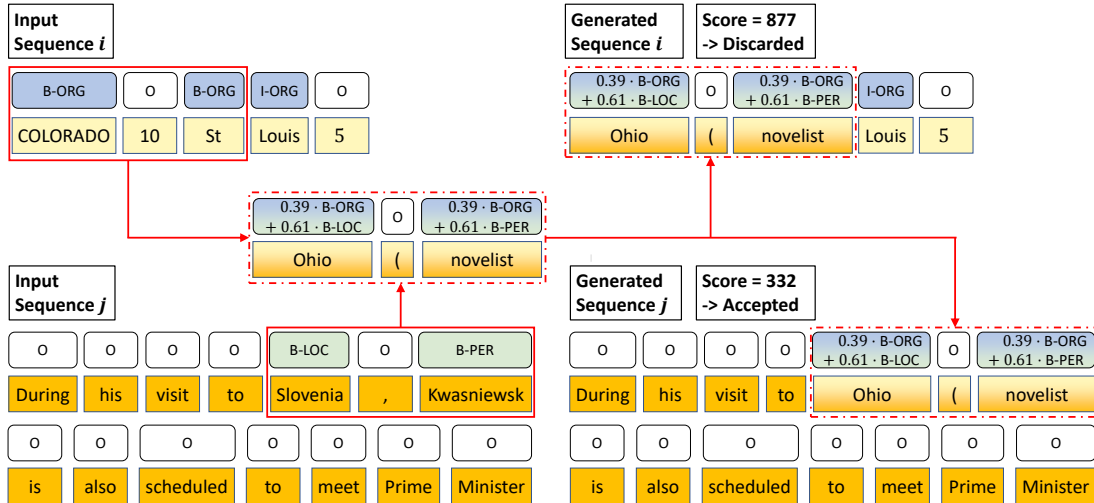 Input
Sequence i
B-ORG O B-ORG I-ORG O
COLORADO 10 St Louis 5
Generated
Sequence i
Score = 877
-> Discarded
0.39 · B-ORG
+ 0.61 · B-LOC
O
0.39 · B-ORG
+ 0.61 · B-PER
I-ORG O
Ohio ( novelist Louis 5
0.39 · B-ORG
+ 0.61 · B-LOC
O
0.39 · B-ORG
+ 0.61 · B-PER
Ohio ( novelist
Input
Sequence j
O O O O B-LOC O B-PER
During his visit to Slovenia , Kwasniewsk
O O O O O O O
is also scheduled to meet Prime Minister
Generated
Sequence j
Score = 332
-> Accepted
O O O O
0.39 · B-ORG
+ 0.61 · B-LOC
O
0.39 · B-ORG
+ 0.61 · B-PER
During his visit to Ohio ( novelist
O O O O O O O
is also scheduled to meet Prime Minister